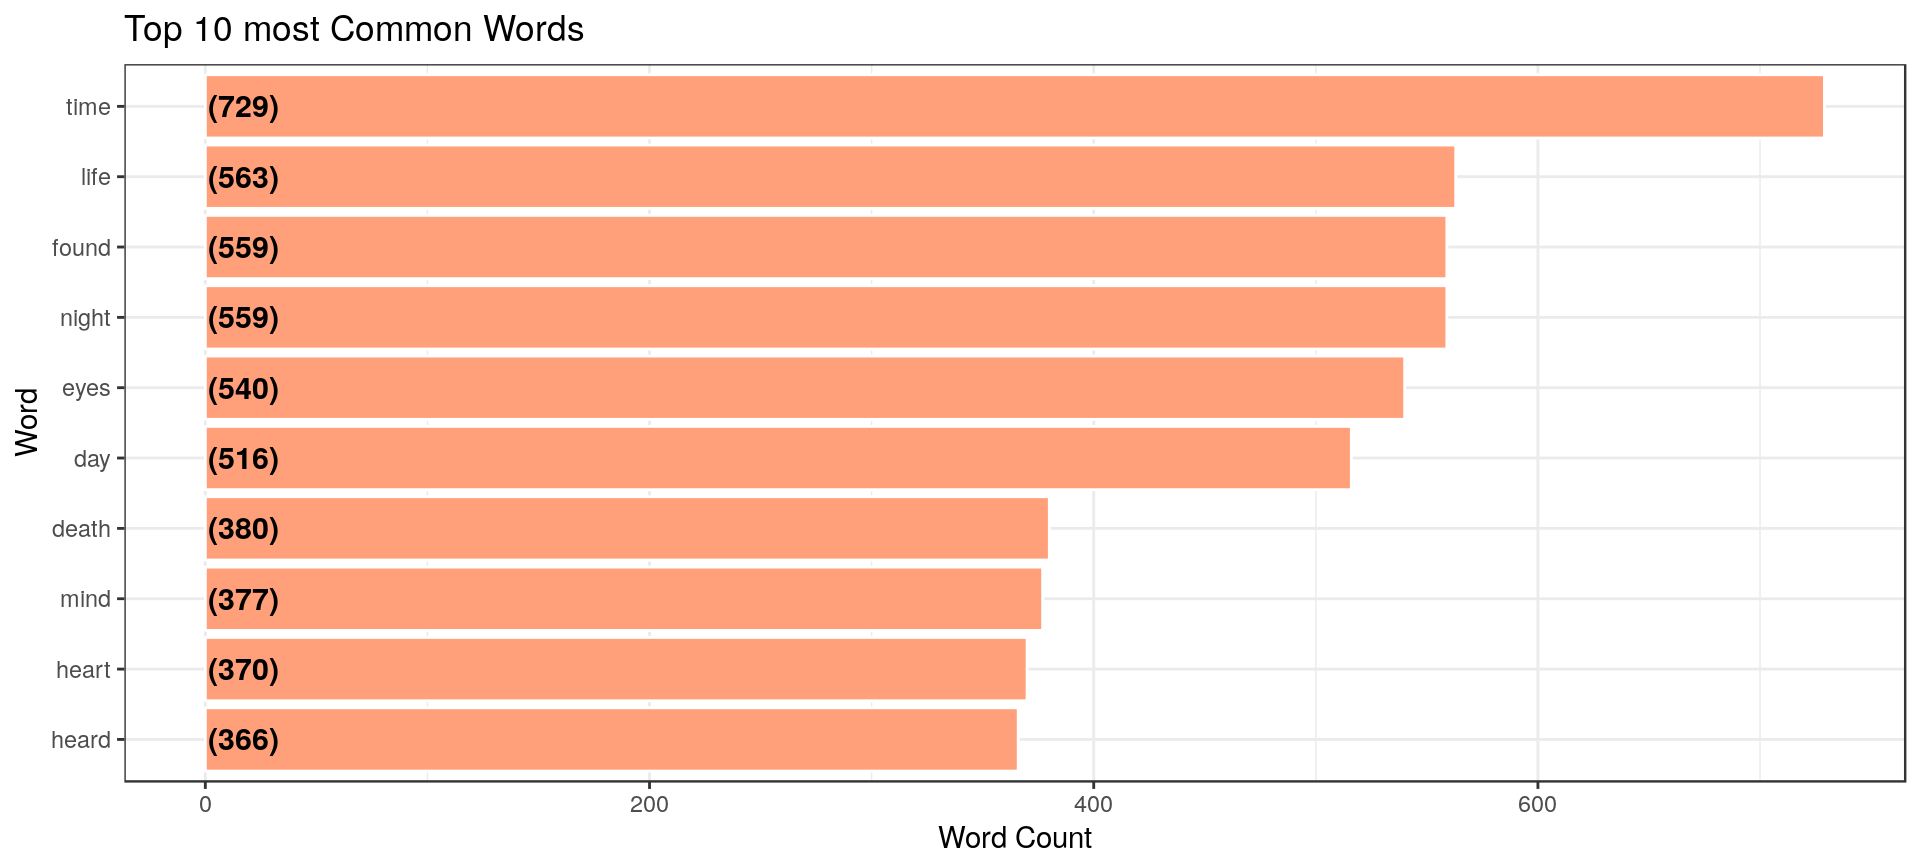 Top 10 most Common Words
Word
time (729)
life (563)
found (559)
night (559)
eyes (540)
day (516)
death (380)
mind (377)
heart (370)
heard (366)
0 200 400 600
Word Count